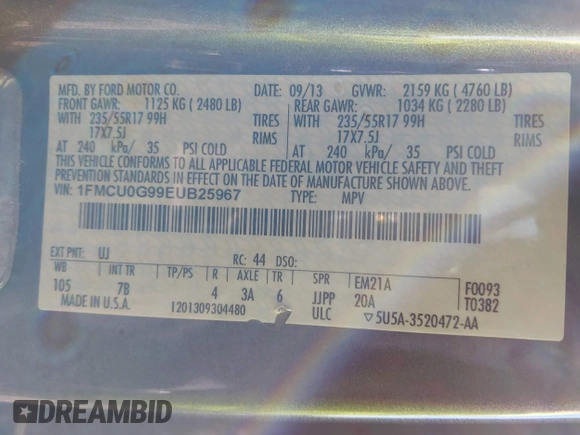 MFD. BY FORD MOTOR CO. DATE: 09/13 GVWR: 2159 KG ( 4760 LB)
FRONT GAWR: 1125 KG ( 2480 LB) REAR GAWR: 1034 KG ( 2280 LB)
WITH 235/55R17 99H TIRES WITH 235/55R17 99H TIRES
17X7.5J RIMS 17X7.5J RIMS
AT 240 kPa/ 35 PSI COLD AT 240 kPa/ 35 PSI COLD
THIS VEHICLE CONFORMS TO ALL APPLICABLE FEDERAL MOTOR VEHICLE SAFETY AND THEFT
PREVENTION STANDARDS IN EFFECT ON THE DATE OF MANUFACTURE SHOWN ABOVE.
VIN: 1FMCU0G99EUB25967 TYPE: MPV
EXT PNT: UJ RC: 44 DSO:
WB INT TR TP/PS R AXLE TR SPR EM21A F0093
105 7B 4 3A 6 JJPP 20A T0382
MADE IN U.S.A. 1201309304480 ULC 5U5A-3520472-AA
DREAMBID